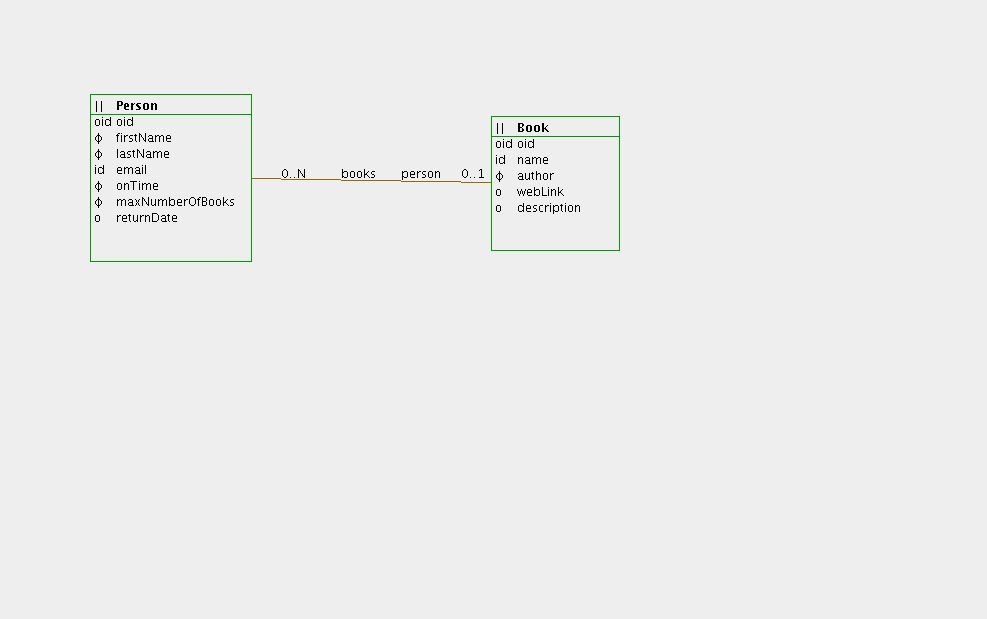 || Person
oid oid
ϕ firstName
ϕ lastName
id email
ϕ onTime
ϕ maxNumberOfBooks
o returnDate
0..N books person 0..1
|| Book
oid oid
id name
ϕ author
o webLink
o description